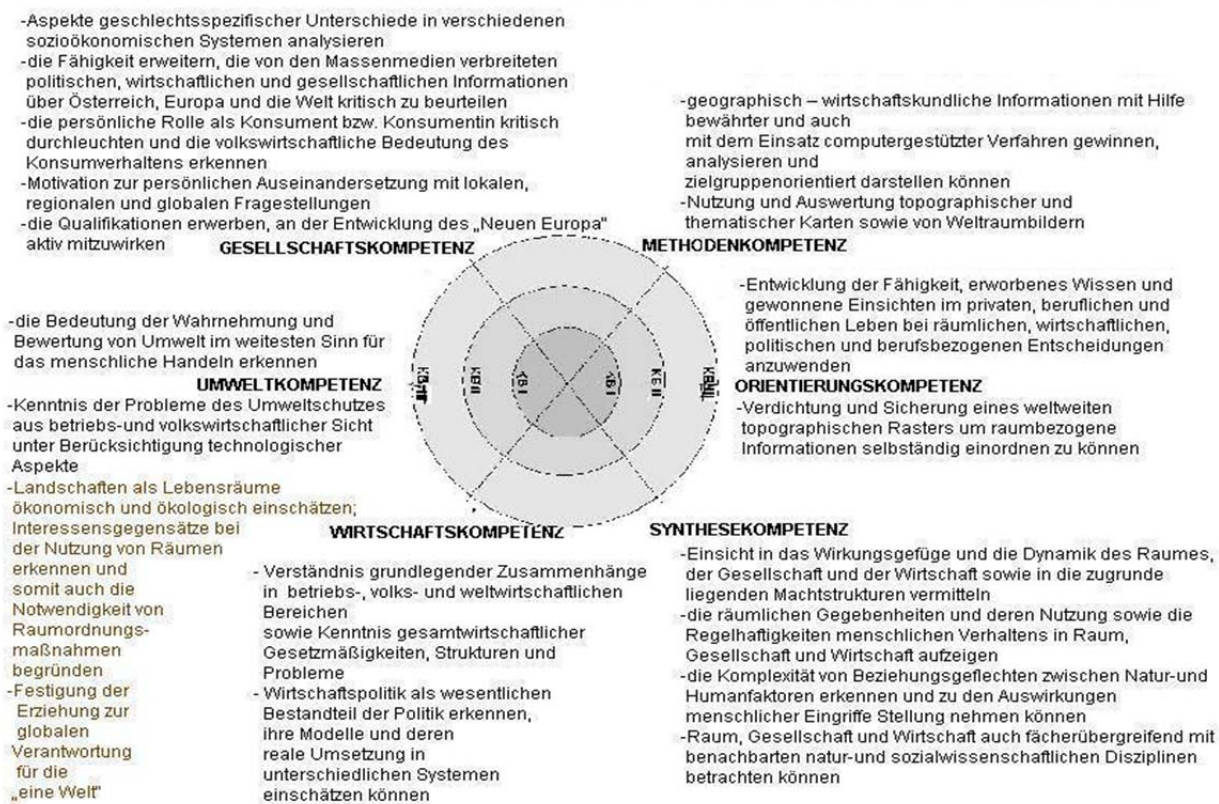 -Aspekte geschlechtsspezifischer Unterschiede in verschiedenen
sozioökonomischen Systemen analysieren
-die Fähigkeit erweitern, die von den Massenmedien verbreiteten
politischen, wirtschaftlichen und gesellschaftlichen Informationen
über Österreich, Europa und die Welt kritisch zu beurteilen
-die persönliche Rolle als Konsument bzw. Konsumentin kritisch
durchleuchten und die volkswirtschaftliche Bedeutung des
Konsumverhaltens erkennen
-Motivation zur persönlichen Auseinandersetzung mit lokalen,
regionalen und globalen Fragestellungen
-die Qualifikationen erwerben, an der Entwicklung des „Neuen Europa"
aktiv mitzuwirken
GESELLSCHAFTSKOMPETENZ
-geographisch – wirtschaftskundliche Informationen mit Hilfe
bewährter und auch
mit dem Einsatz computergestützter Verfahren gewinnen,
analysieren und
zielgruppenorientiert darstellen können
-Nutzung und Auswertung topographischer und
thematischer Karten sowie von Weltraumbildern
METHODENKOMPETENZ
-die Bedeutung der Wahrnehmung und
Bewertung von Umwelt im weitesten Sinn für
das menschliche Handeln erkennen
UMWELTKOMPETENZ
-Kenntnis der Probleme des Umweltschutzes
aus betriebs-und volkswirtschaftlicher Sicht
unter Berücksichtigung technologischer
Aspekte
-Landschaften als Lebensräume
ökonomisch und ökologisch einschätzen;
Interessensgegensätze bei
der Nutzung von Räumen
erkennen und
somit auch die
Notwendigkeit von
Raumordnungs-
maßnahmen
begründen
-Festigung der
Erziehung zur
globalen
Verantwortung
für die
„eine Welt"
KB III
KB II
KB I
KB I
KB II
KB III
-Entwicklung der Fähigkeit, erworbenes Wissen und
gewonnene Einsichten im privaten, beruflichen und
öffentlichen Leben bei räumlichen, wirtschaftlichen,
politischen und berufsbezogenen Entscheidungen
anzuwenden
ORIENTIERUNGSKOMPETENZ
-Verdichtung und Sicherung eines weltweiten
topographischen Rasters um raumbezogene
Informationen selbständig einordnen zu können
WIRTSCHAFTSKOMPETENZ
- Verständnis grundlegender Zusammenhänge
in betriebs-, volks- und weltwirtschaftlichen
Bereichen
sowie Kenntnis gesamtwirtschaftlicher
Gesetzmäßigkeiten, Strukturen und
Probleme
- Wirtschaftspolitik als wesentlichen
Bestandteil der Politik erkennen,
ihre Modelle und deren
reale Umsetzung in
unterschiedlichen Systemen
einschätzen können
SYNTHESEKOMPETENZ
-Einsicht in das Wirkungsgefüge und die Dynamik des Raumes,
der Gesellschaft und der Wirtschaft sowie in die zugrunde
liegenden Machtstrukturen vermitteln
-die räumlichen Gegebenheiten und deren Nutzung sowie die
Regelhaftigkeiten menschlichen Verhaltens in Raum,
Gesellschaft und Wirtschaft aufzeigen
-die Komplexität von Beziehungsgeflechten zwischen Natur-und
Humanfaktoren erkennen und zu den Auswirkungen
menschlicher Eingriffe Stellung nehmen können
-Raum, Gesellschaft und Wirtschaft auch fächerübergreifend mit
benachbarten natur-und sozialwissenschaftlichen Disziplinen
betrachten können